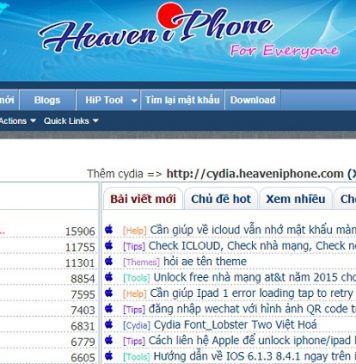 Heaven iPhone
For Everyone
mới Blogs HiP Tool Tìm lại mật khẩu Download
Actions Quick Links
Thêm cydia => http://cydia.heaveniphone.com (X
Bài viết mới Chủ đề hot Xem nhiều
15906 [Help] Cần giúp về icloud vẫn nhớ mật khẩu màn
11755 [Tips] Check ICLOUD, Check nhà mạng, Check
11301 [Themes] hỏi ae tên theme
8854 [Tools] Unlock free nhà mạng at&t năm 2015
7595 [Help] Cần giúp Ipad 1 error loading tap to retry
7403 [Tips] đăng nhập wechat với hình ảnh QR code
6831 [Cydia] Cydia Font_Lobster Two Việt Hoá
6779 [Tips] Cách liên hệ Apple để unlock iphone/ipad
6605 [Tools] Hướng dẫn về IOS 6.1.3 8.4.1 ngay trên